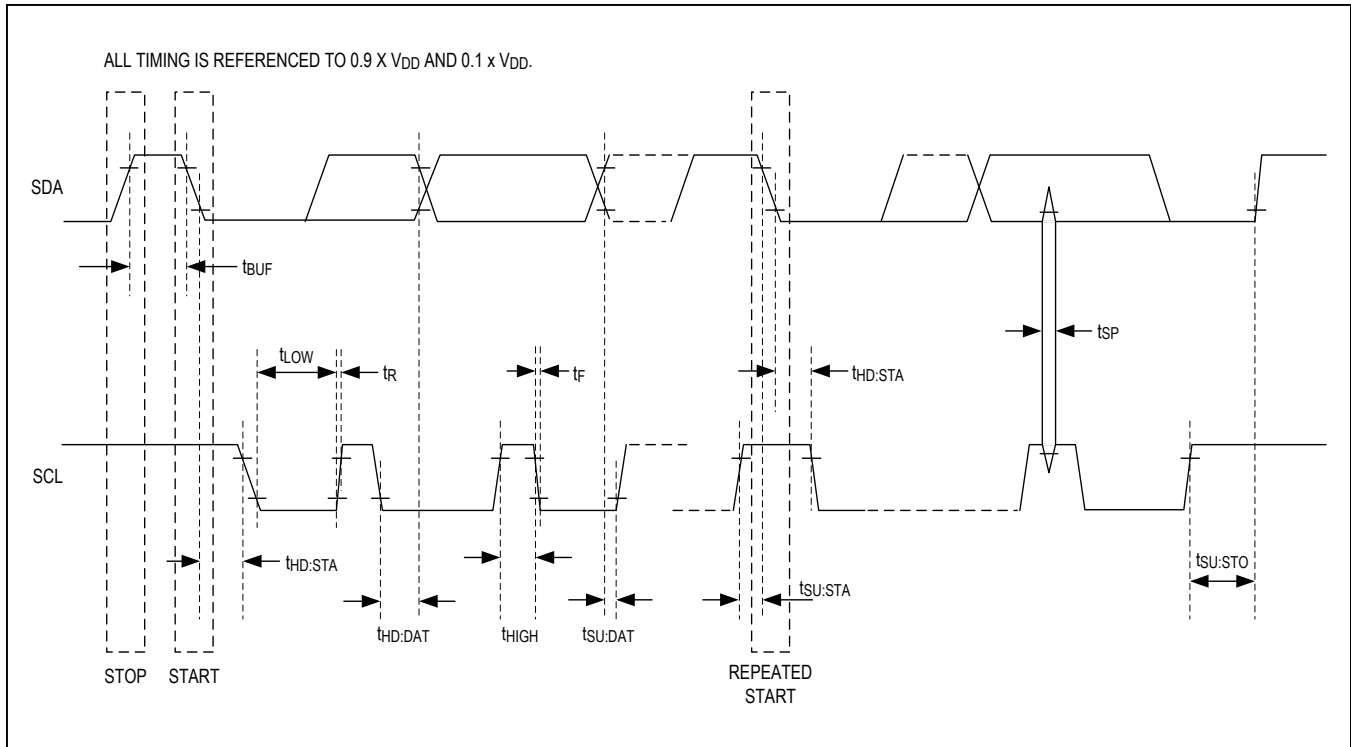 ALL TIMING IS REFERENCED TO 0.9 X VDD AND 0.1 x VDD.
SDA
tBUF
tSP
tLOW
tR
tF
tHD:STA
SCL
tHD:STA
tSU:STO
tSU:STA
tHD:DAT
tHIGH
tSU:DAT
STOP
START
REPEATED
START